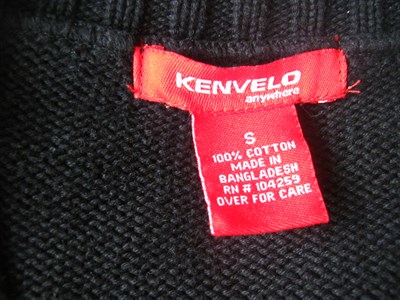 KENVELO
anywhere
S
100% COTTON
MADE IN
BANGLADESH
RN # 104259
OVER FOR CARE